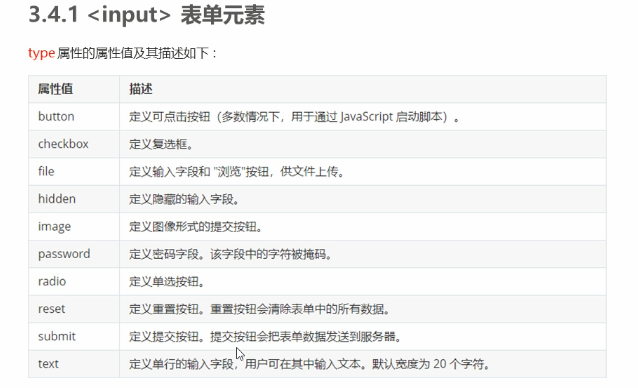 3.4.1 <input> 表单元素
type 属性的属性值及其描述如下：
属性值 描述
button 定义可点击按钮（多数情况下，用于通过 JavaScript 启动脚本）。
checkbox 定义复选框。
file 定义输入字段和 "浏览"按钮，供文件上传。
hidden 定义隐藏的输入字段。
image 定义图像形式的提交按钮。
password 定义密码字段。该字段中的字符被掩码。
radio 定义单选按钮。
reset 定义重置按钮。重置按钮会清除表单中的所有数据。
submit 定义提交按钮。提交按钮会把表单数据发送到服务器。
text 定义单行的输入字段，用户可在其中输入文本。默认宽度为 20 个字符。